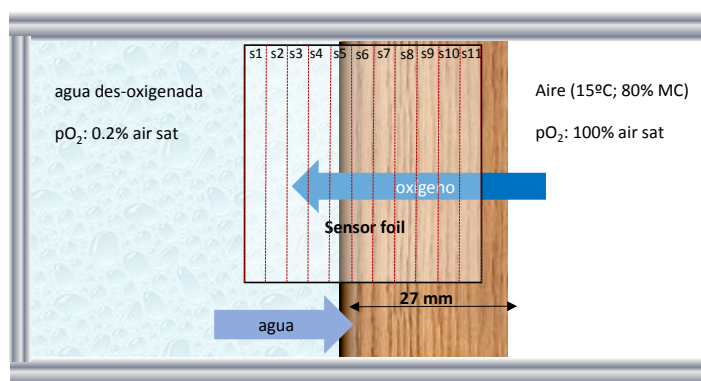 s1 s2 s3 s4 s5 s6 s7 s8 s9 s10 s11
agua des-oxigenada
pO₂: 0.2% air sat
Aire (15ºC; 80% MC)
pO₂: 100% air sat
oxígeno
Sensor foil
27 mm
agua